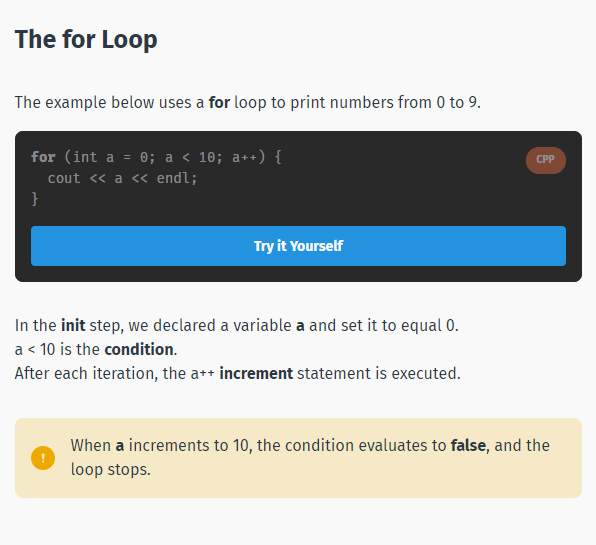 The for Loop
The example below uses a for loop to print numbers from 0 to 9.
for (int a = 0; a < 10; a++) {
CPP
  cout << a << endl;
}
Try it Yourself
In the init step, we declared a variable a and set it to equal 0.
a < 10 is the condition.
After each iteration, the a++ increment statement is executed.
!
When a increments to 10, the condition evaluates to false, and the
loop stops.